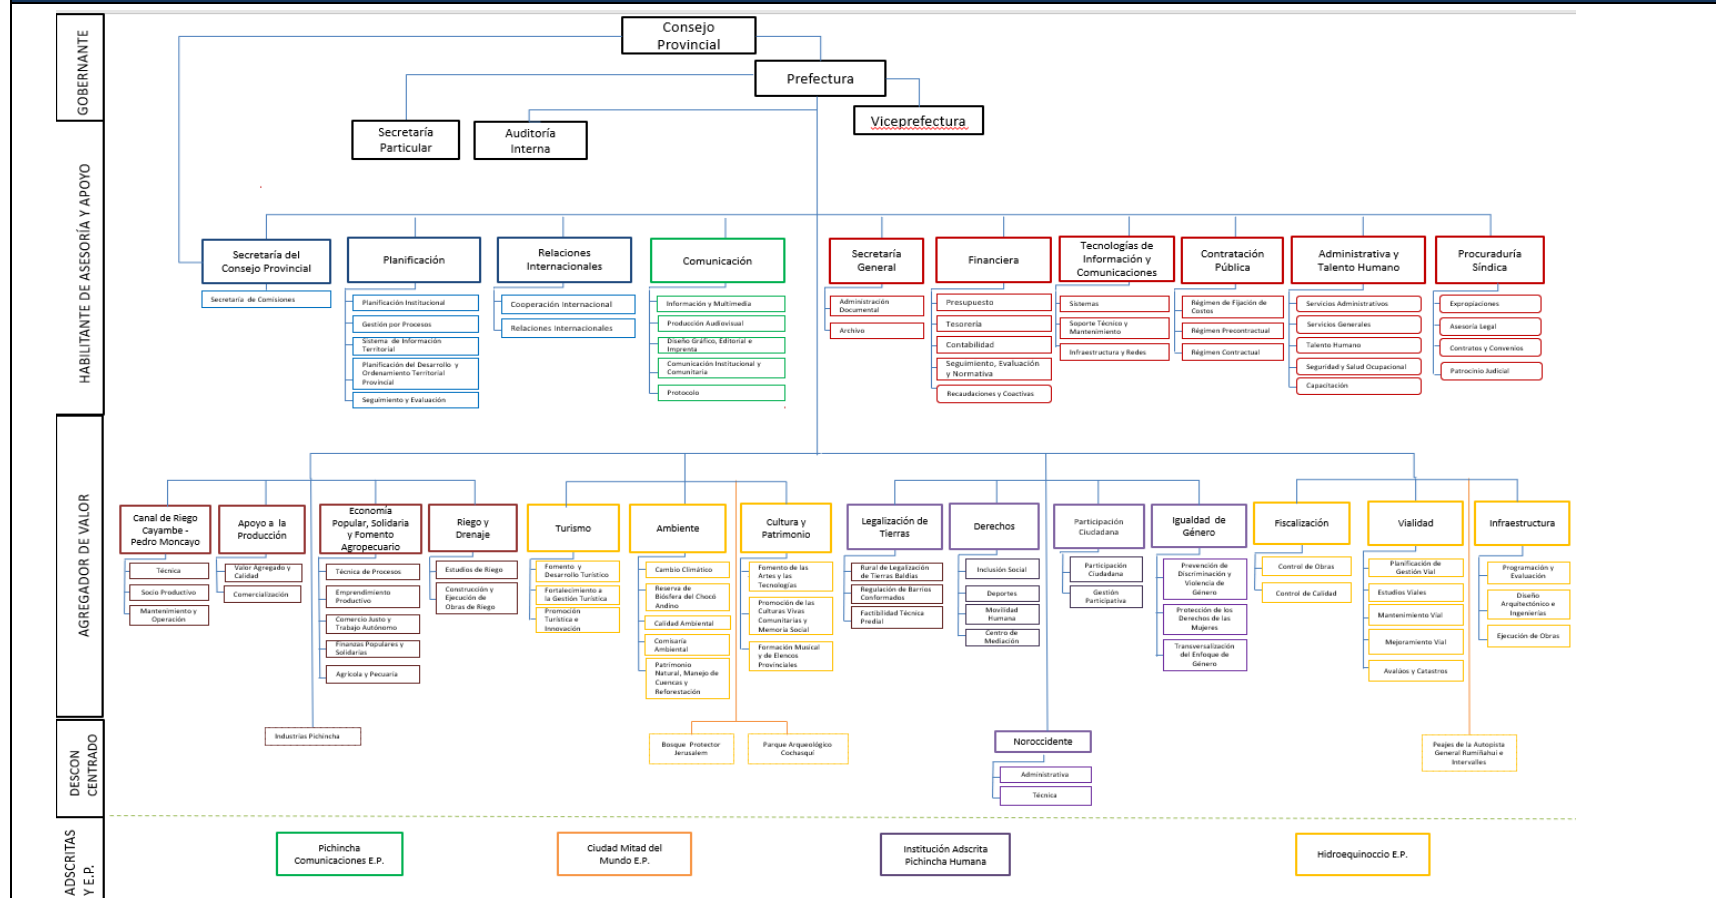 GOBERNANTE
Consejo
Provincial
Prefectura
Viceprefectura
Secretaría
Particular
Auditoría
Interna
HABILITANTE DE ASESORÍA Y APOYO
Secretaría del
Consejo Provincial
Secretaría de Comisiones
Planificación
Planificación Institucional
Gestión por Procesos
Sistema de Información
Territorial
Planificación del Desarrollo y
Ordenamiento Territorial
Provincial
Seguimiento y Evaluación
Relaciones
Internacionales
Cooperación Internacional
Relaciones Internacionales
Comunicación
Información y Multimedia
Producción Audiovisual
Diseño Gráfico, Editorial e
Imprenta
Comunicación Institucional y
Comunitaria
Protocolo
Secretaría
General
Administración
Documental
Archivo
Financiera
Presupuesto
Tesorería
Contabilidad
Seguimiento, Evaluación
y Normativa
Recaudaciones y Coactivas
Tecnologías de
Información y
Comunicaciones
Sistemas
Soporte Técnico y
Mantenimiento
Infraestructura y Redes
Contratación
Pública
Régimen de Fijación de
Costos
Régimen Precontractual
Régimen Contractual
Administrativa y
Talento Humano
Servicios Administrativos
Servicios Generales
Talento Humano
Seguridad y Salud Ocupacional
Capacitación
Procuraduría
Síndica
Expropiaciones
Asesoría Legal
Contratos y Convenios
Patrocinio Judicial
AGREGADOR DE VALOR
Canal de Riego
Cayambe -
Pedro Moncayo
Técnica
Socio Productivo
Mantenimiento y
Operación
Apoyo a la
Producción
Valor Agregado y
Calidad
Comercialización
Economía
Popular, Solidaria
y Fomento
Agropecuario
Técnica de Procesos
Emprendimiento
Productivo
Comercio Justo y
Trabajo Autónomo
Finanzas Populares y
Solidarias
Agrícola y Pecuaria
Riego y
Drenaje
Estudios de Riego
Construcción y
Ejecución de
Obras de Riego
Turismo
Fomento y
Desarrollo Turístico
Fortalecimiento a
la Gestión Turística
Promoción
Turística e
Innovación
Ambiente
Cambio Climático
Reserva de
Biósfera del Chocó
Andino
Calidad Ambiental
Comisaría
Ambiental
Patrimonio
Natural, Manejo de
Cuencas y
Reforestación
Cultura y
Patrimonio
Fomento de las
Artes y las
Tecnologías
Promoción de las
Culturas Vivas
Comunitarias y
Memoria Social
Formación Musical
y de Elencos
Provinciales
Legalización de
Tierras
Rural de Legalización
de Tierras Baldías
Regulación de Barrios
Conformados
Factibilidad Técnica
Predial
Derechos
Inclusión Social
Deportes
Movilidad
Humana
Centro de
Mediación
Participación
Ciudadana
Participación
Ciudadana
Gestión
Participativa
Igualdad de
Género
Prevención de
Discriminación y
Violencia de
Género
Protección de los
Derechos de las
Mujeres
Transversalización
del Enfoque de
Género
Fiscalización
Control de Obras
Control de Calidad
Vialidad
Planificación de
Gestión Vial
Estudios Viales
Mantenimiento Vial
Mejoramiento Vial
Avalúos y Catastros
Infraestructura
Programación y
Evaluación
Diseño
Arquitectónico e
Ingenierías
Ejecución de Obras
DESCON
CENTRADO
Industrias Pichincha
Bosque Protector
Jerusalem
Parque Arqueológico
Cochasquí
Noroccidente
Administrativa
Técnica
Peajes de la Autopista
General Rumiñahui e
Intervalles
ADSCRITAS
Y E.P.
Pichincha
Comunicaciones E.P.
Ciudad Mitad del
Mundo E.P.
Institución Adscrita
Pichincha Humana
Hidroequinoccio E.P.